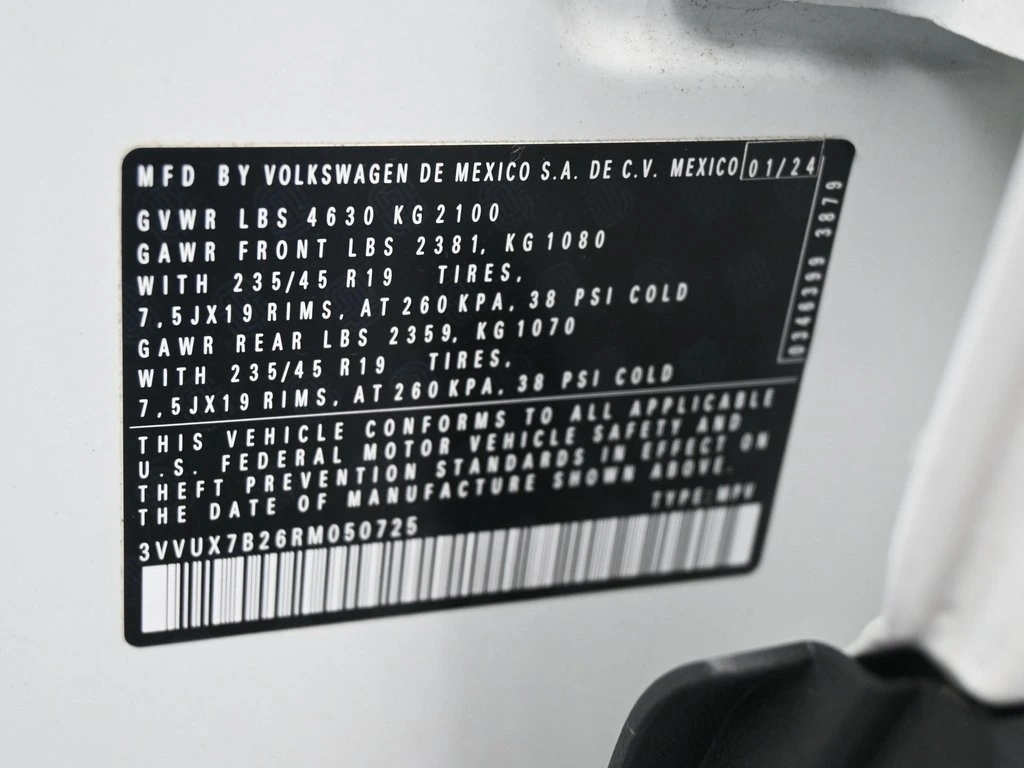 MFD BY VOLKSWAGEN DE MEXICO S.A. DE C.V. MEXICO 01/24
GVWR LBS 4630 KG 2100
GAWR FRONT LBS 2381, KG 1080
WITH 235/45 R19 TIRES,
7,5JX19 RIMS, AT 260 KPA, 38 PSI COLD
GAWR REAR LBS 2359, KG 1070
WITH 235/45 R19 TIRES,
7,5JX19 RIMS, AT 260 KPA, 38 PSI COLD
THIS VEHICLE CONFORMS TO ALL APPLICABLE
U.S. FEDERAL MOTOR VEHICLE SAFETY AND
THEFT PREVENTION STANDARDS IN EFFECT ON
THE DATE OF MANUFACTURE SHOWN ABOVE.
TYPE: MPV
3VVUX7B26RM050725
0346399 3879